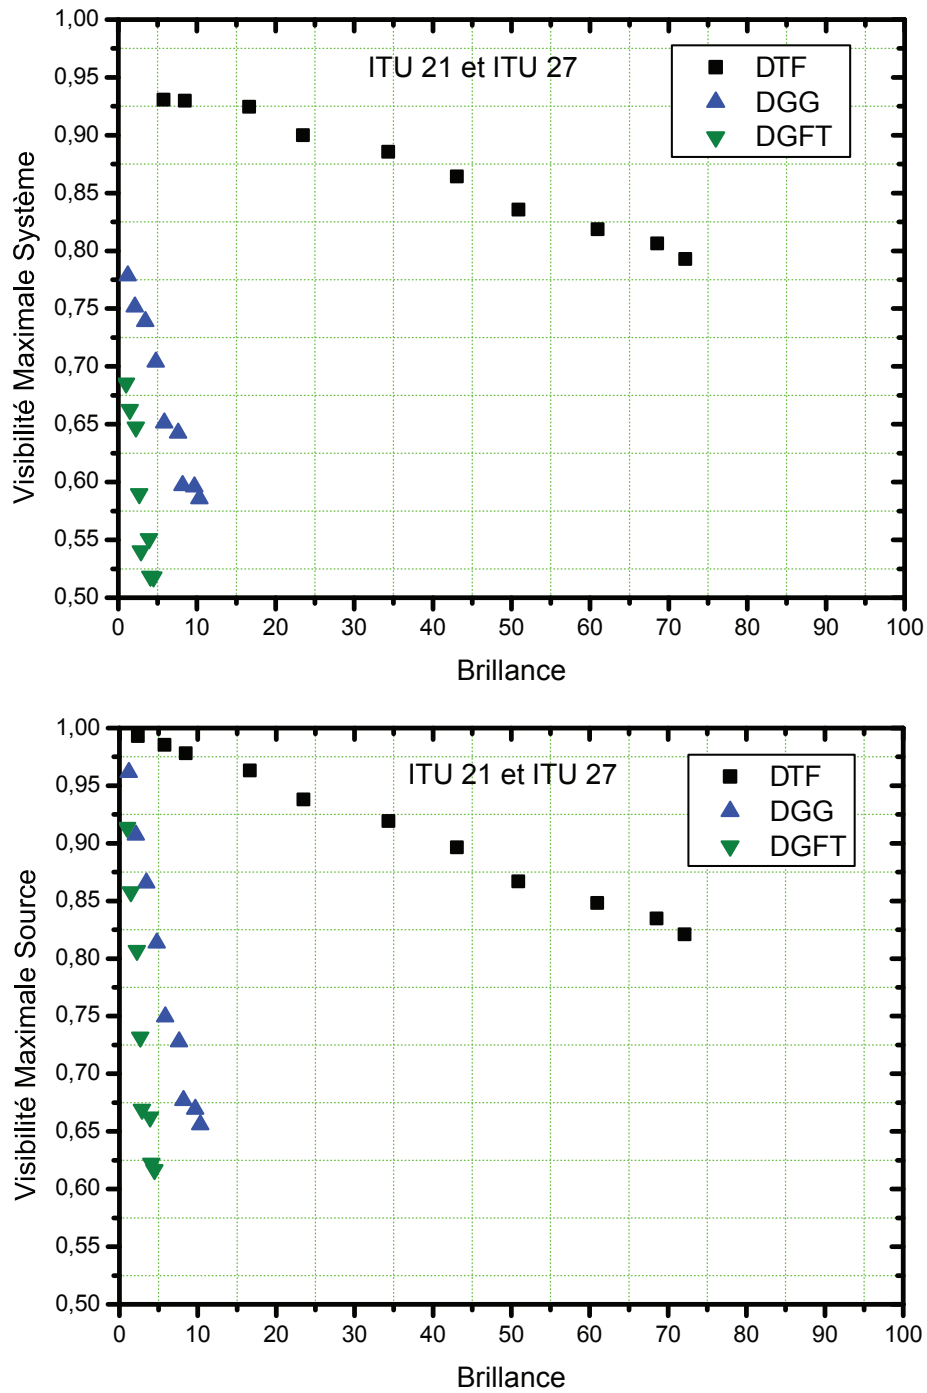 1,00
0,95
0,90
0,85
0,80
0,75
0,70
0,65
0,60
0,55
0,50
Visibilité Maximale Système
ITU 21 et ITU 27
DTF
DGG
DGFT
0 10 20 30 40 50 60 70 80 90 100
Brillance
1,00
0,95
0,90
0,85
0,80
0,75
0,70
0,65
0,60
0,55
0,50
Visibilité Maximale Source
ITU 21 et ITU 27
DTF
DGG
DGFT
0 10 20 30 40 50 60 70 80 90 100
Brillance